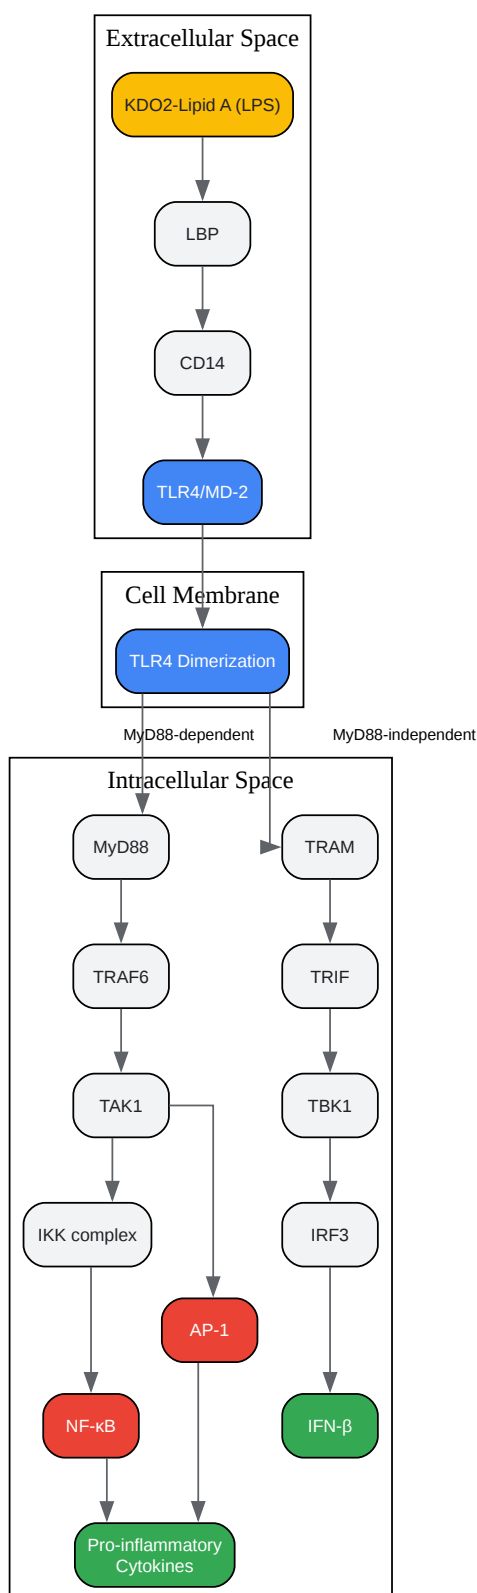 Extracellular Space
KDO2-Lipid A (LPS)
LBP
CD14
TLR4/MD-2
Cell Membrane
TLR4 Dimerization
MyD88-dependent
MyD88-independent
Intracellular Space
MyD88
TRAM
TRAF6
TRIF
TAK1
TBK1
IKK complex
IRF3
AP-1
NF-κB
IFN-β
Pro-inflammatory
Cytokines